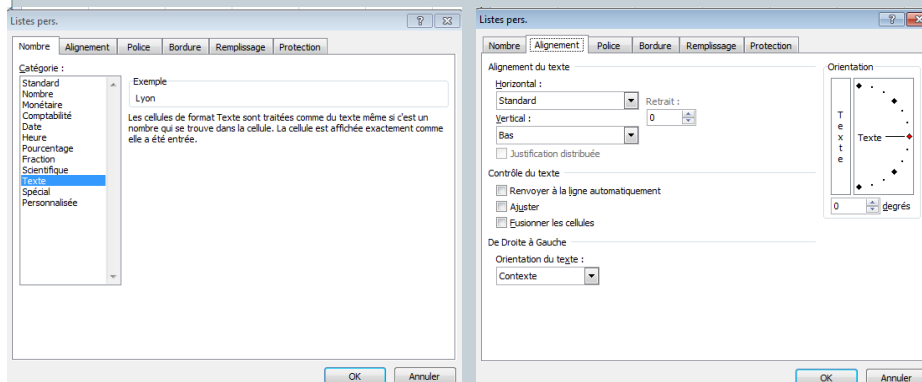 Listes pers.
Nombre Alignement Police Bordure Remplissage Protection
Catégorie :
Standard
Nombre
Monétaire
Comptabilité
Date
Heure
Pourcentage
Fraction
Scientifique
Texte
Spécial
Personnalisée
Exemple
Lyon
Les cellules de format Texte sont traitées comme du texte même si c'est un
nombre qui se trouve dans la cellule. La cellule est affichée exactement comme
elle a été entrée.
OK Annuler
Listes pers.
Nombre Alignement Police Bordure Remplissage Protection
Alignement du texte
Horizontal :
Standard
Retrait :
Vertical :
0
Bas
Justification distribuée
Contrôle du texte
Renvoyer à la ligne automatiquement
Ajuster
Fusionner les cellules
De Droite à Gauche
Orientation du texte :
Contexte
Orientation
Texte
Texte
0 degrés
OK Annuler